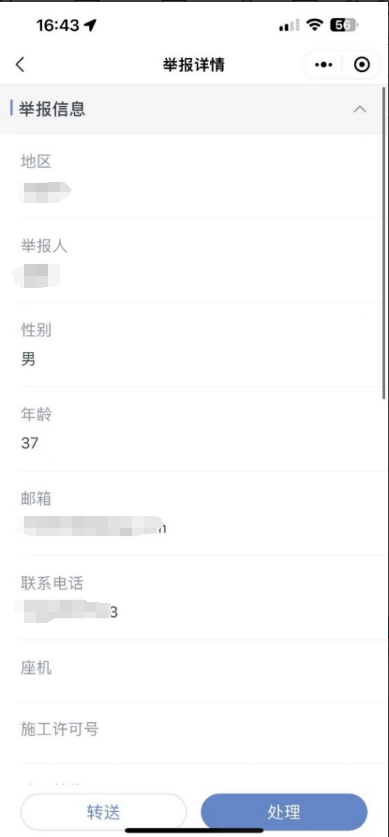 16:43
56
举报详情
举报信息
地区
举报人
性别
男
年龄
37
邮箱
联系电话
3
座机
施工许可号
转送
处理